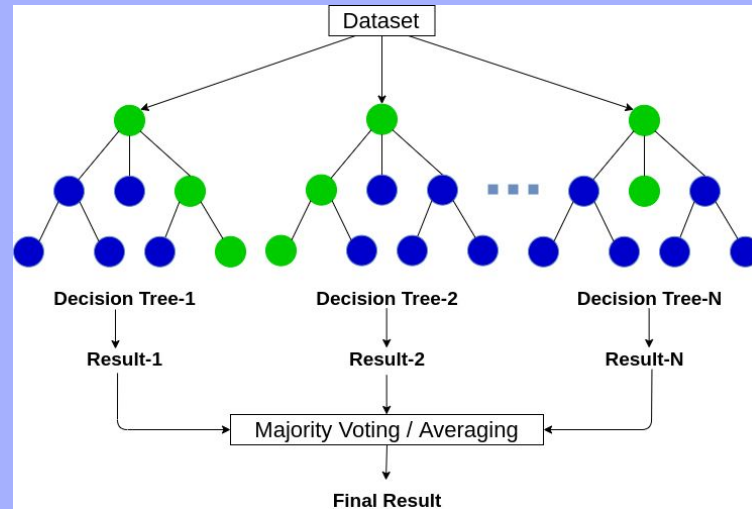 Dataset
Decision Tree-1
Decision Tree-2
Decision Tree-N
Result-1
Result-2
Result-N
Majority Voting / Averaging
Final Result